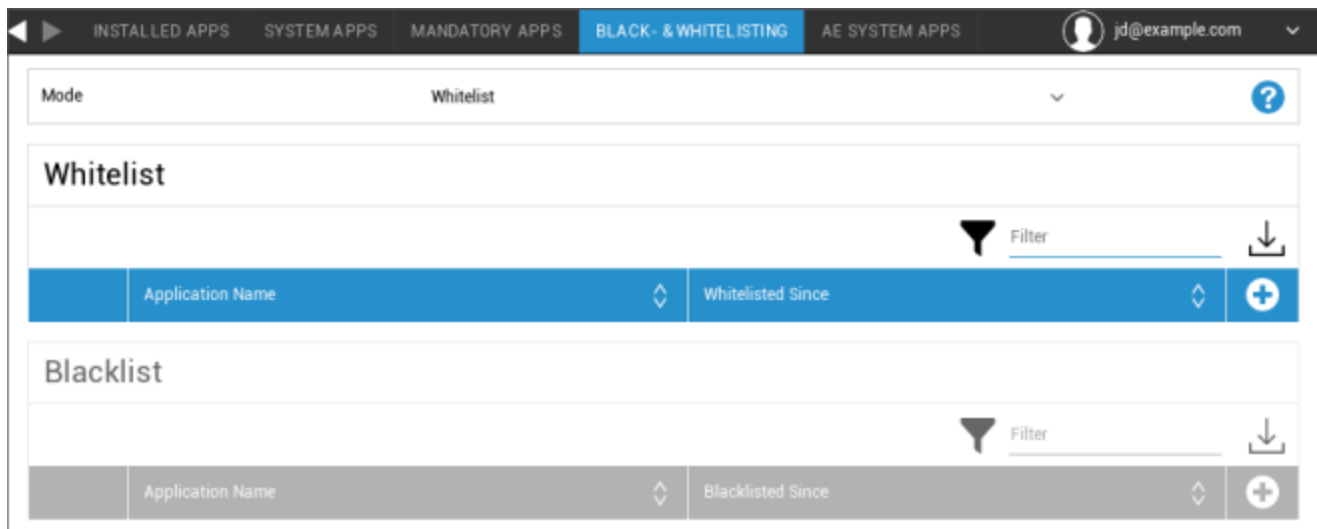 INSTALLED APPS SYSTEM APPS MANDATORY APPS BLACK- & WHITELISTING AE SYSTEM APPS jd@example.com
Mode Whitelist ?
Whitelist
Filter
Application Name Whitelisted Since
Blacklist
Filter
Application Name Blacklisted Since